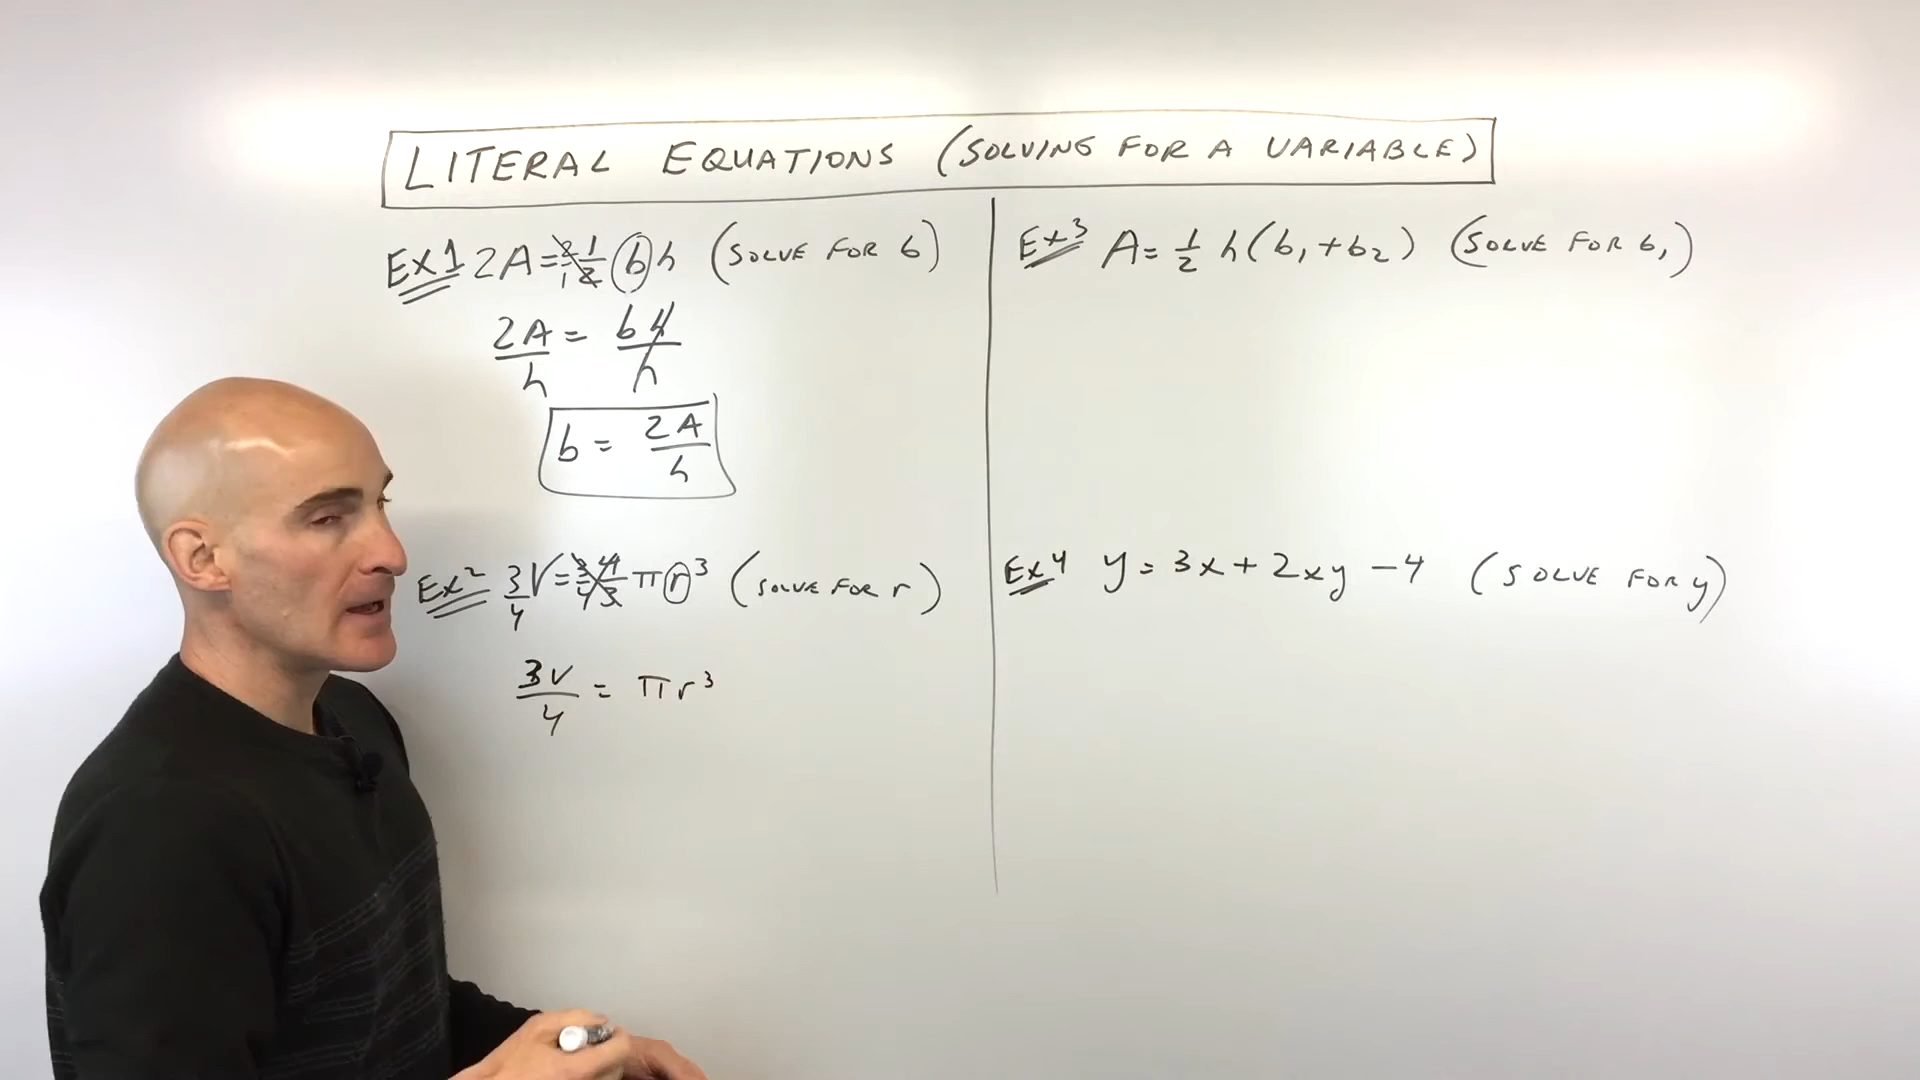 LITERAL EQUATIONS (SOLVING FOR A VARIABLE)
Ex1 2A = 2/1 1/2 b h (SOLVE FOR b)
2A/h = bh/h
b = 2A/h
Ex2 3/4 V = 3/4 4/3 π r³ (SOLVE FOR r)
3V/4 = πr³
Ex3 A = 1/2 h(b₁ + b₂) (SOLVE FOR b₁)
Ex4 y = 3x + 2xy - 4 (SOLVE FOR y)